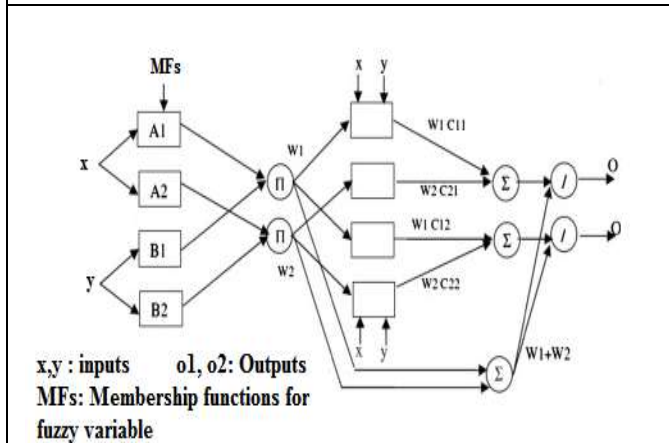 x y
MFs
A1
W1
W1 C11
x
Π
Σ
/
O
A2
W2 C21
B1
Π
W1 C12
Σ
/
O
y
W2
W2 C22
B2
x y
W1+W2
Σ
x,y : inputs o1, o2: Outputs
MFs: Membership functions for
fuzzy variable